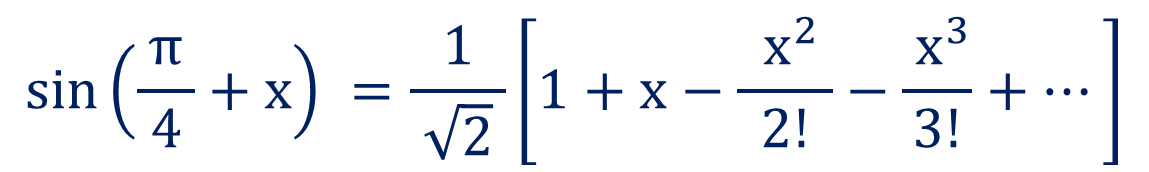 sin(π/4 + x) = 1/√2 [1 + x − x²/2! − x³/3! + ⋯]